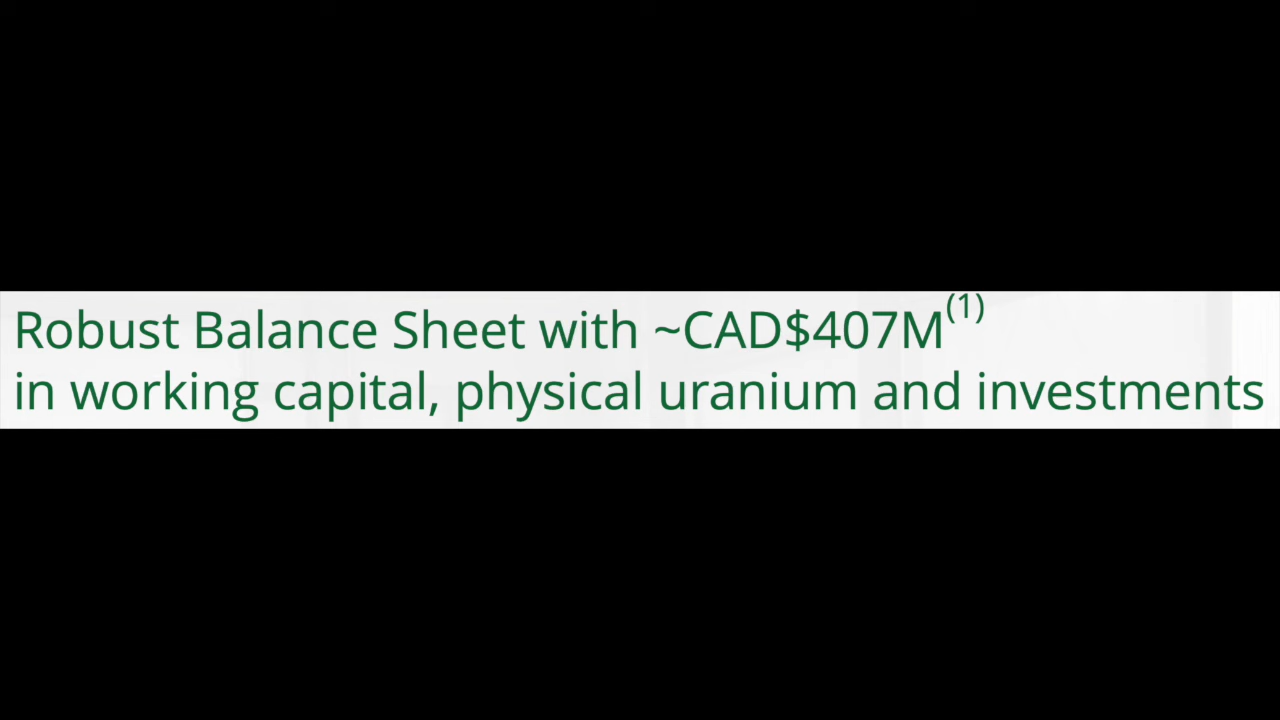 Robust Balance Sheet with ~CAD$407M(1)
in working capital, physical uranium and investments